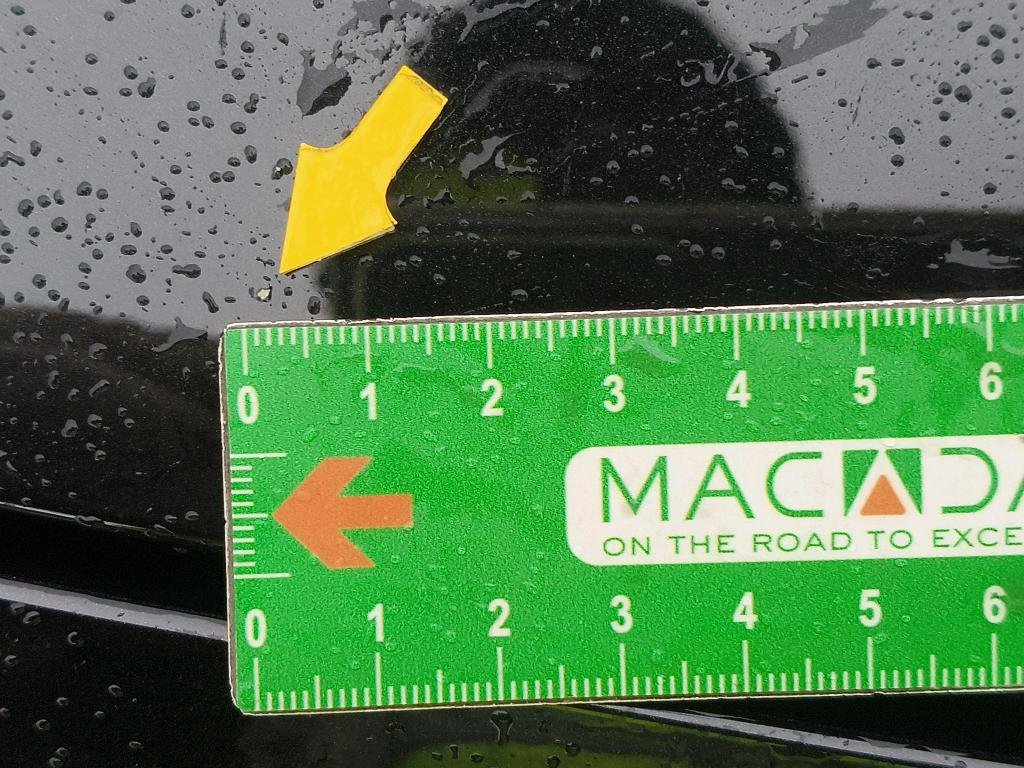 0 1 2 3 4 5 6
MACADA
ON THE ROAD TO EXCE
0 1 2 3 4 5 6